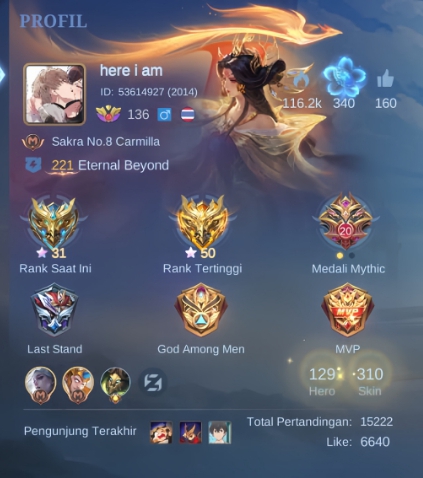 PROFIL
here i am
ID: 53614927 (2014)
116.2k 340 160
136
Sakra No.8 Carmilla
221 Eternal Beyond
31 50 20
Rank Saat Ini Rank Tertinggi Medali Mythic
MVP
Last Stand God Among Men MVP
129 310
Hero Skin
Pengunjung Terakhir
Total Pertandingan: 15222
Like: 6640